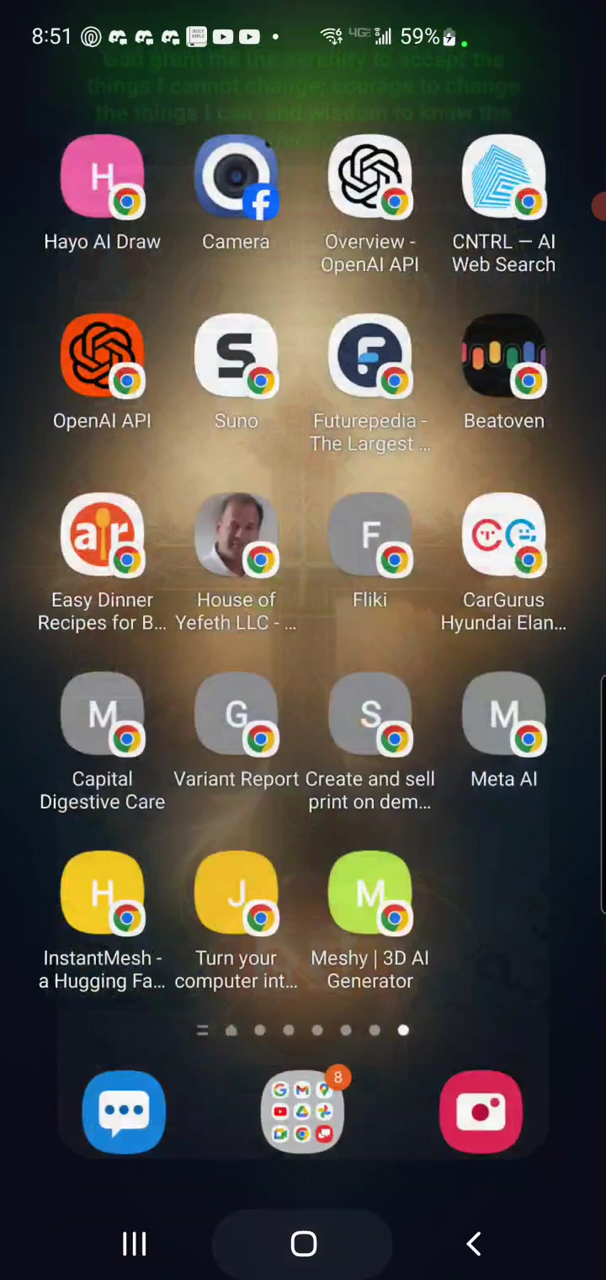 8:51 4GE 59%
God grant me the serenity to accept the
things I cannot change; courage to change
the things I can; and wisdom to know the
H
Hayo AI Draw
Camera
Overview -
OpenAI API
CNTRL — AI
Web Search
OpenAI API
Suno
Futurepedia -
The Largest ...
Beatoven
air
Easy Dinner
Recipes for B...
House of
Yefeth LLC - ...
F
Fliki
CarGurus
Hyundai Elan...
M
Capital
Digestive Care
G
Variant Report
S
Create and sell
print on dem...
M
Meta AI
H
InstantMesh -
a Hugging Fa...
J
Turn your
computer int...
M
Meshy | 3D AI
Generator
8